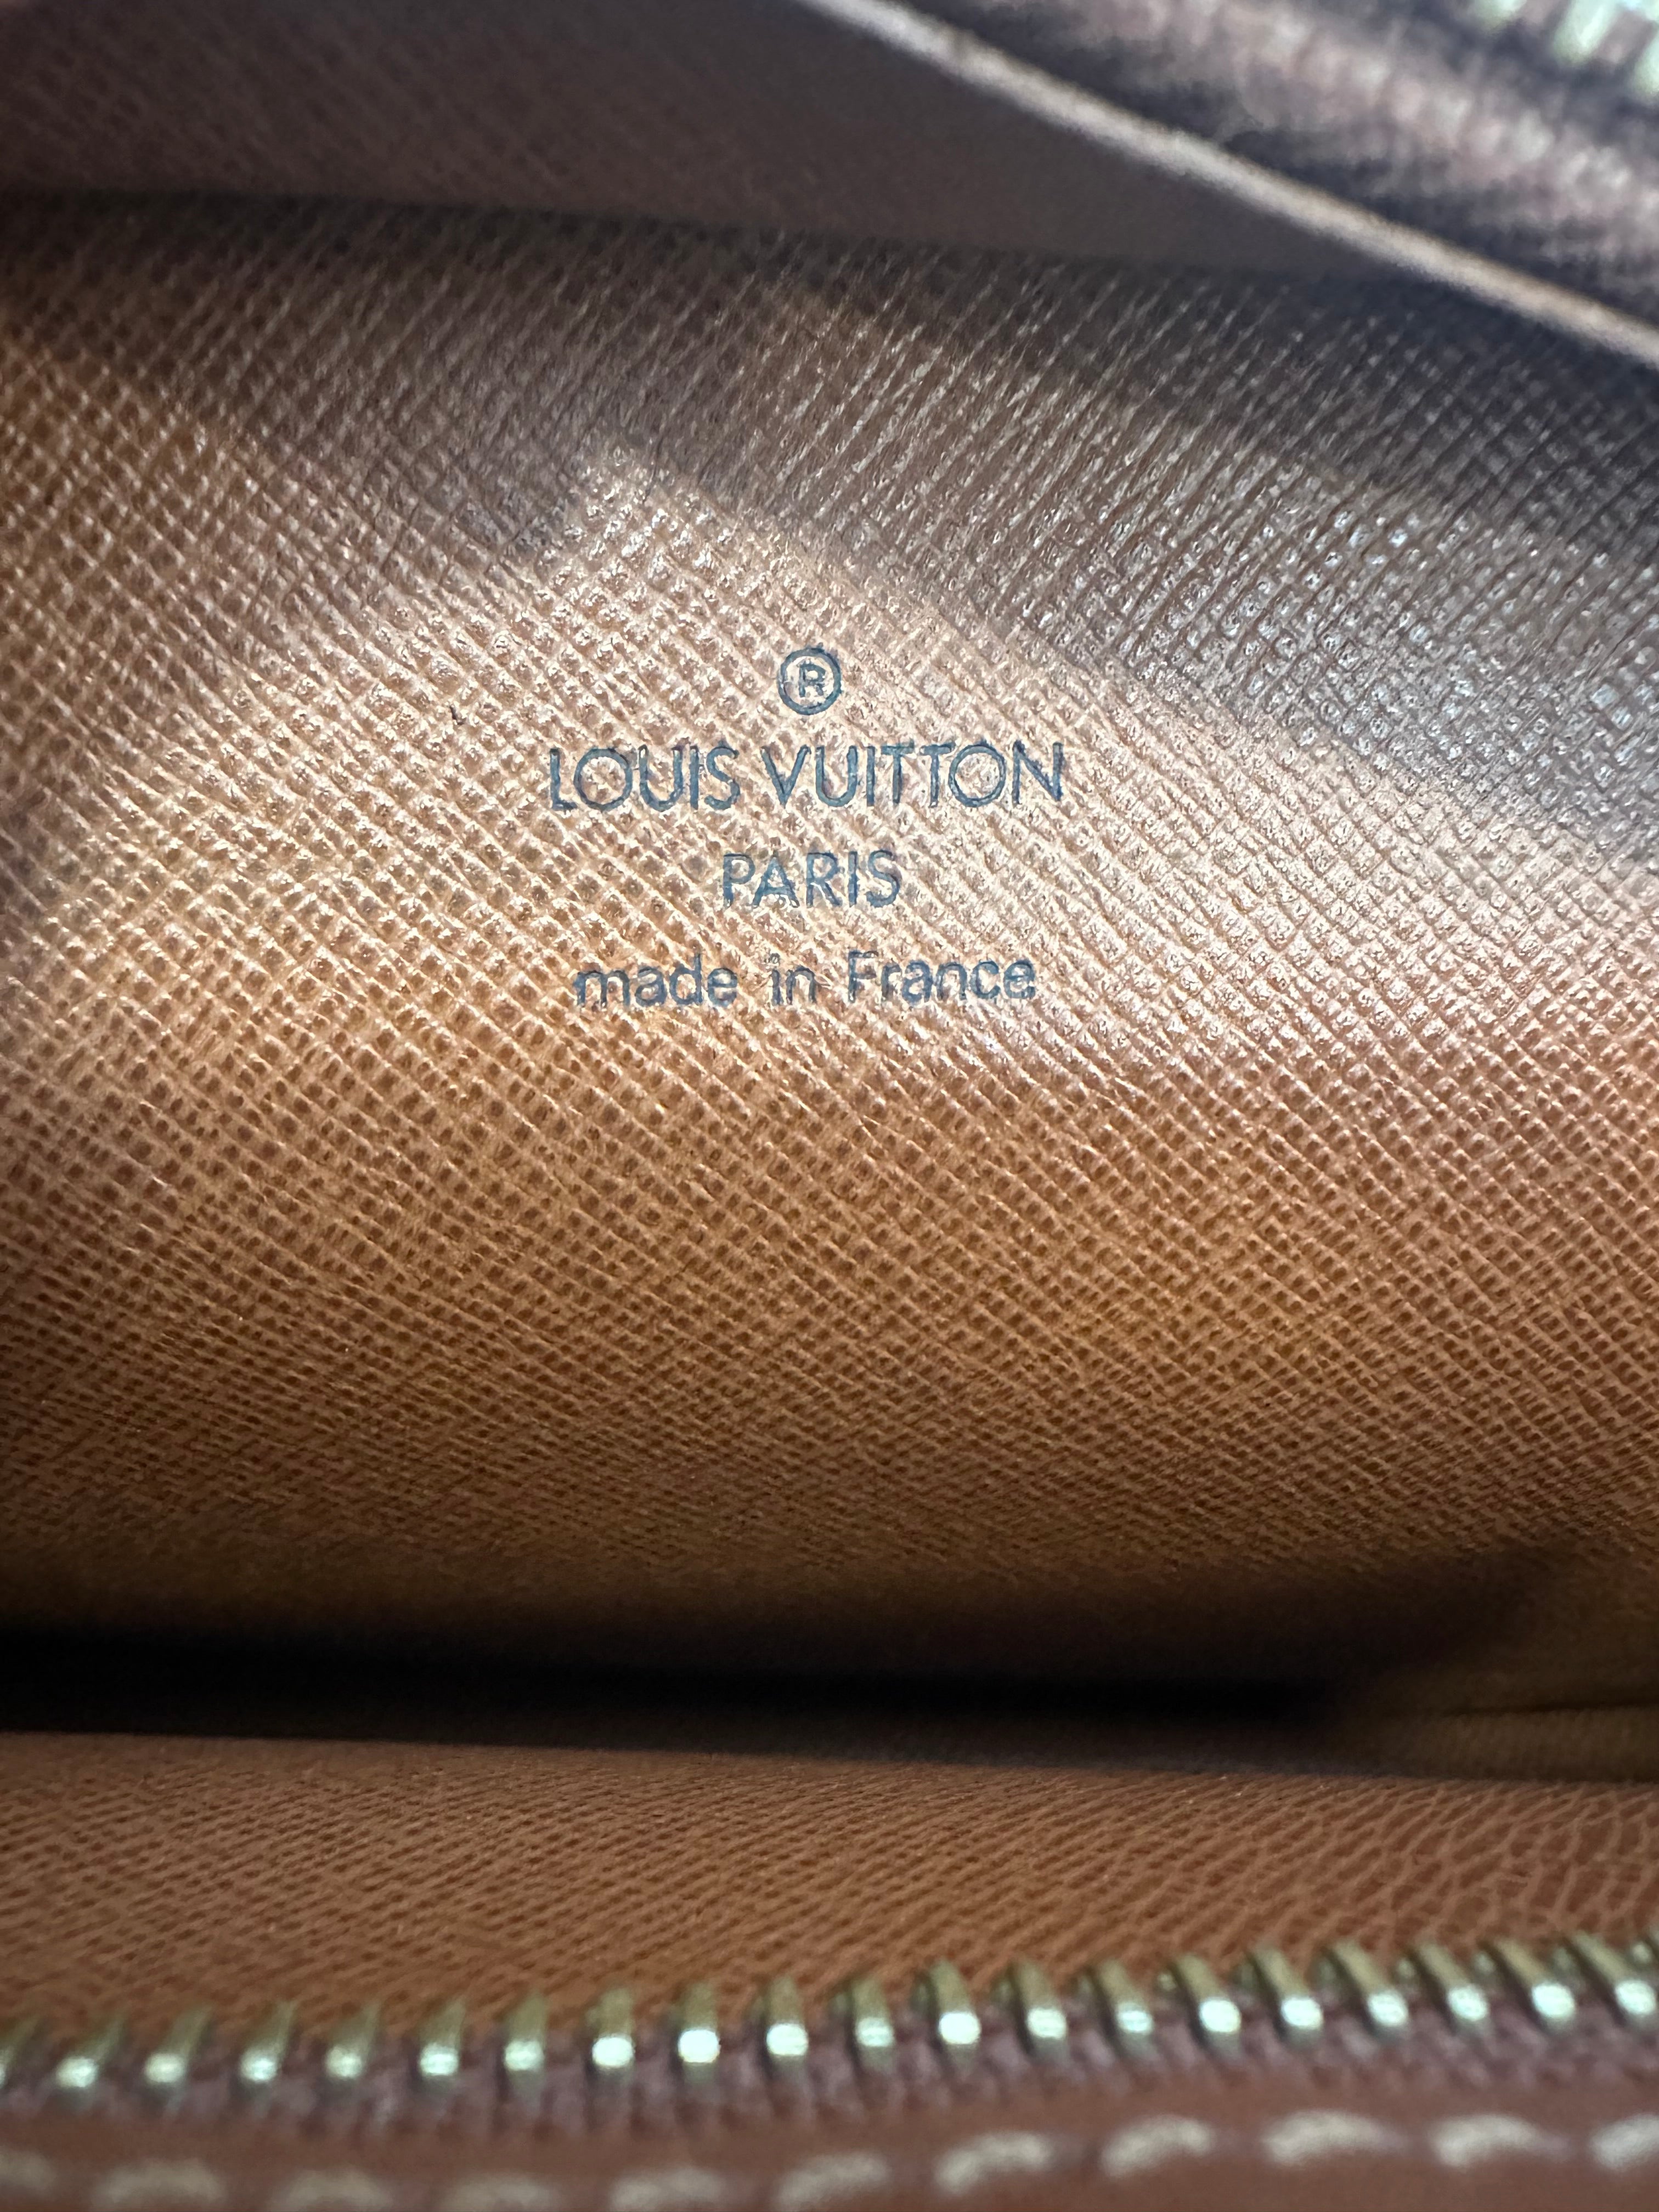 ®
LOUIS VUITTON
PARIS
made in France